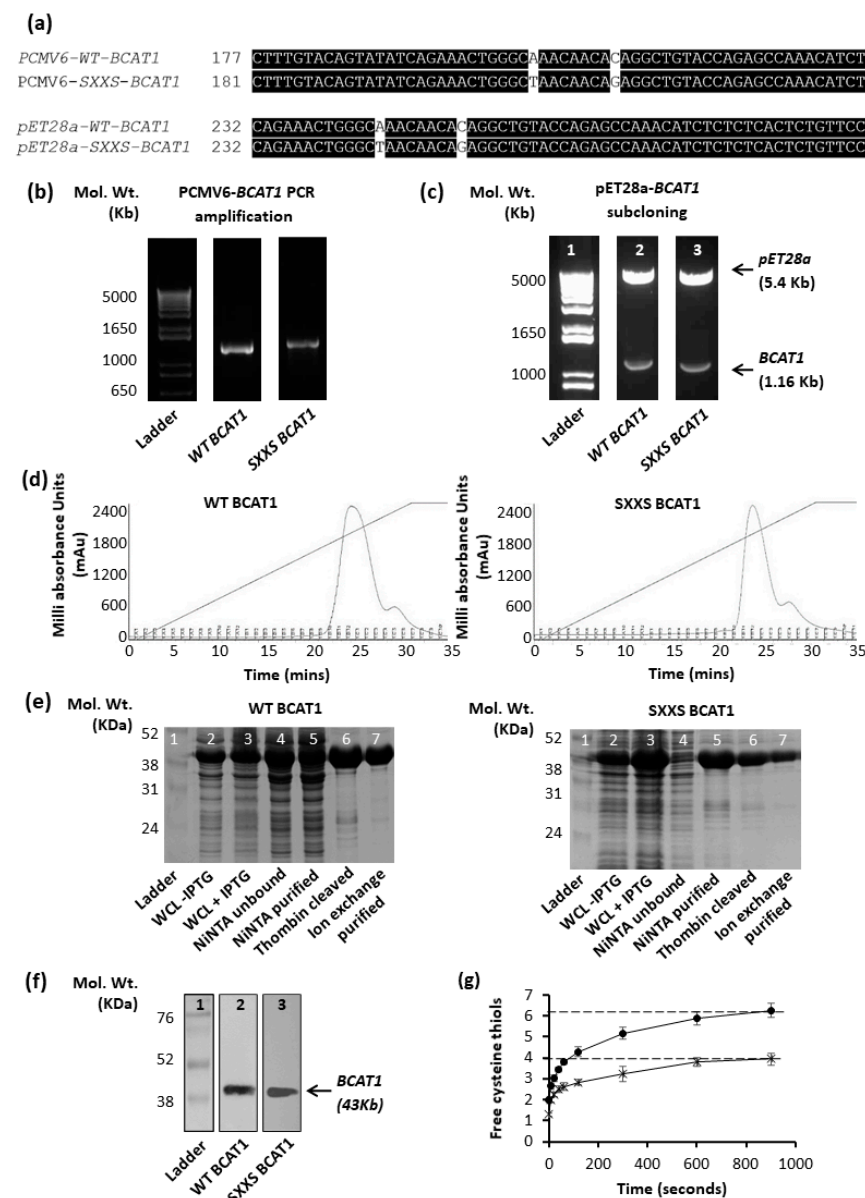 (a)
PCMV6-WT-BCAT1 177 CTTTGTACAGTATATCAGAAACTGGGCAAACAACACAGGCTGTACCAGAGCCAAACATCT
PCMV6-SXXS-BCAT1 181 CTTTGTACAGTATATCAGAAACTGGGCTAACAACAGAGGCTGTACCAGAGCCAAACATCT
pET28a-WT-BCAT1 232 CAGAAACTGGGCAAACAACACAGGCTGTACCAGAGCCAAACATCTCTCTCACTCTGTTCC
pET28a-SXXS-BCAT1 232 CAGAAACTGGGCTAACAACAGAGGCTGTACCAGAGCCAAACATCTCTCTCACTCTGTTCC
(b)
Mol. Wt.
(Kb)
PCMV6-BCAT1 PCR
amplification
5000
1650
1000
650
Ladder
WT BCAT1
SXXS BCAT1
(c)
Mol. Wt.
(Kb)
pET28a-BCAT1
subcloning
1 2 3
5000
1650
1000
pET28a
(5.4 Kb)
BCAT1
(1.16 Kb)
Ladder
WT BCAT1
SXXS BCAT1
(d)
Milli absorbance Units
(mAu)
WT BCAT1
2400
1800
1200
600
0
0 5 10 15 20 25 30 35
Time (mins)
Milli absorbance Units
(mAu)
SXXS BCAT1
2400
1800
1200
600
0
0 5 10 15 20 25 30 35
Time (mins)
(e)
Mol. Wt.
(KDa)
WT BCAT1
52
38
31
24
1 2 3 4 5 6 7
Ladder
WCL -IPTG
WCL + IPTG
NiNTA unbound
NiNTA purified
Thombin cleaved
Ion exchange
purified
Mol. Wt.
(KDa)
SXXS BCAT1
52
38
31
24
1 2 3 4 5 6 7
Ladder
WCL -IPTG
WCL + IPTG
NiNTA unbound
NiNTA purified
Thombin cleaved
Ion exchange
purified
(f)
Mol. Wt.
(KDa)
1 2 3
76
52
38
BCAT1
(43Kb)
Ladder
WT BCAT1
SXXS BCAT1
(g)
Free cysteine thiols
7
6
5
4
3
2
1
0
0 200 400 600 800 1000
Time (seconds)